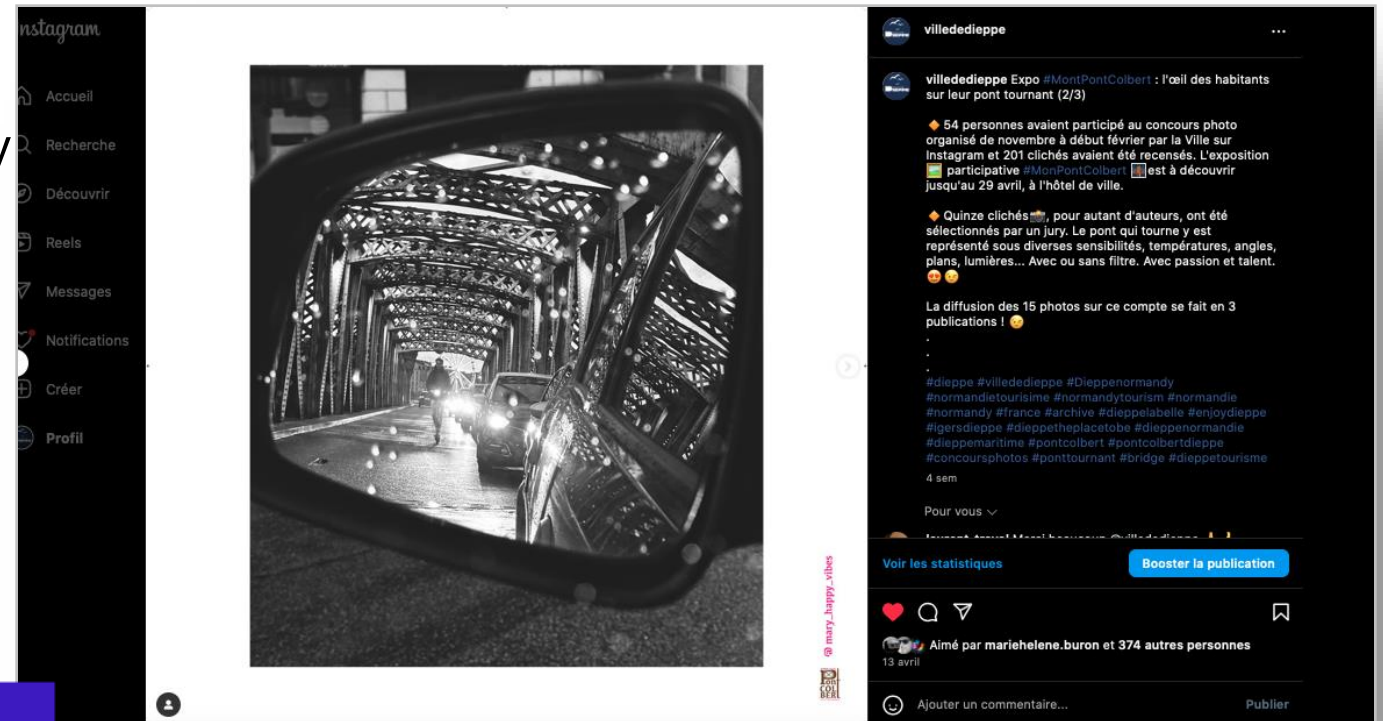 nstagram
Accueil
Recherche
Découvrir
Reels
Messages
Notifications
Créer
Profil
y
@ mary_happy_vibes
PONT
COL
BERT
villededieppe
villededieppe Expo #MontPontColbert : l'œil des habitants
sur leur pont tournant (2/3)
🔸 54 personnes avaient participé au concours photo
organisé de novembre à début février par la Ville sur
Instagram et 201 clichés avaient été recensés. L'exposition
🖼️ participative #MonPontColbert 🌉est à découvrir
jusqu'au 29 avril, à l'hôtel de ville.
🔸 Quinze clichés📸, pour autant d'auteurs, ont été
sélectionnés par un jury. Le pont qui tourne y est
représenté sous diverses sensibilités, températures, angles,
plans, lumières... Avec ou sans filtre. Avec passion et talent.
😍😉
La diffusion des 15 photos sur ce compte se fait en 3
publications ! 😉
.
.
.
#dieppe #villededieppe #Dieppenormandy
#normandietourisime #normandytourism #normandie
#normandy #france #archive #dieppelabelle #enjoydieppe
#igersdieppe #dieppetheplacetobe #dieppenormandie
#dieppemaritime #pontcolbert #pontcolbertdieppe
#concoursphotos #ponttournant #bridge #dieppetourisme
4 sem
Pour vous
Voir les statistiques
Booster la publication
Aimé par mariehelene.buron et 374 autres personnes
13 avril
Ajouter un commentaire...
Publier